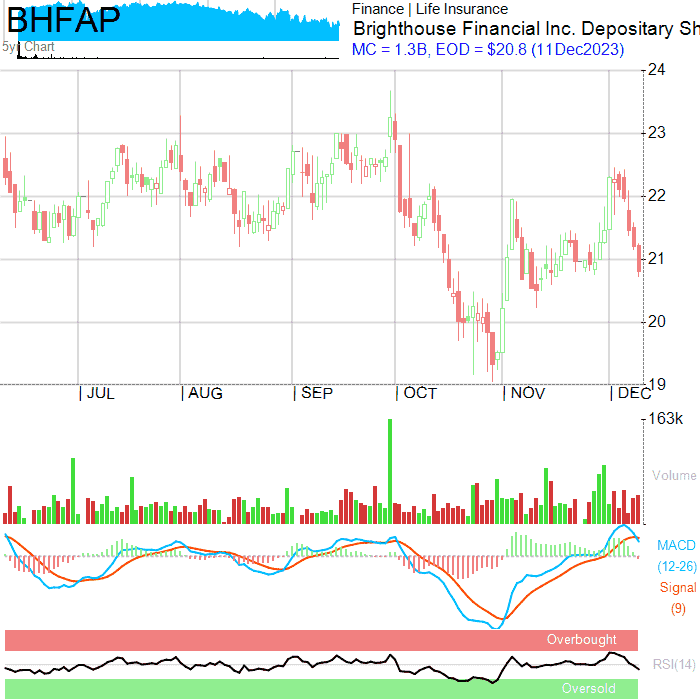 BHFAP
5yr Chart
Finance | Life Insurance
Brighthouse Financial Inc. Depositary Sh
MC = 1.3B, EOD = $20.8 (11Dec2023)
24
23
22
21
20
19
JUL AUG SEP OCT NOV DEC
163k
Volume
MACD
(12-26)
Signal
(9)
Overbought
RSI(14)
Oversold